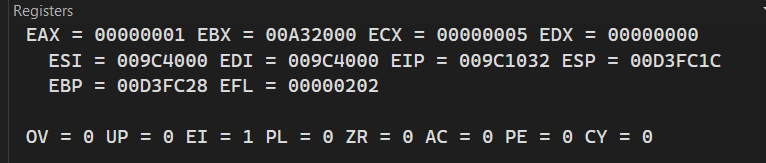 Registers
EAX = 00000001 EBX = 00A32000 ECX = 00000005 EDX = 00000000
ESI = 009C4000 EDI = 009C4000 EIP = 009C1032 ESP = 00D3FC1C
EBP = 00D3FC28 EFL = 00000202
OV = 0 UP = 0 EI = 1 PL = 0 ZR = 0 AC = 0 PE = 0 CY = 0